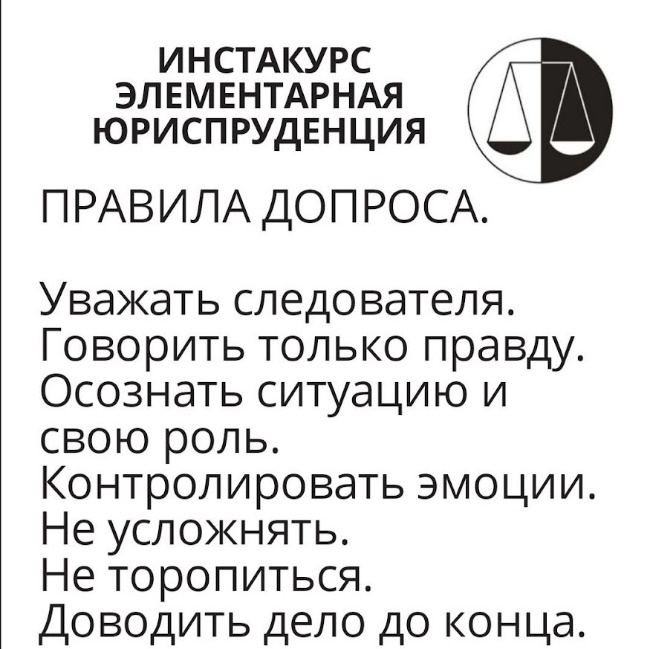 ИНСТАКУРС
ЭЛЕМЕНТАРНАЯ
ЮРИСПРУДЕНЦИЯ
ПРАВИЛА ДОПРОСА.
Уважать следователя.
Говорить только правду.
Осознать ситуацию и
свою роль.
Контролировать эмоции.
Не усложнять.
Не торопиться.
Доводить дело до конца.